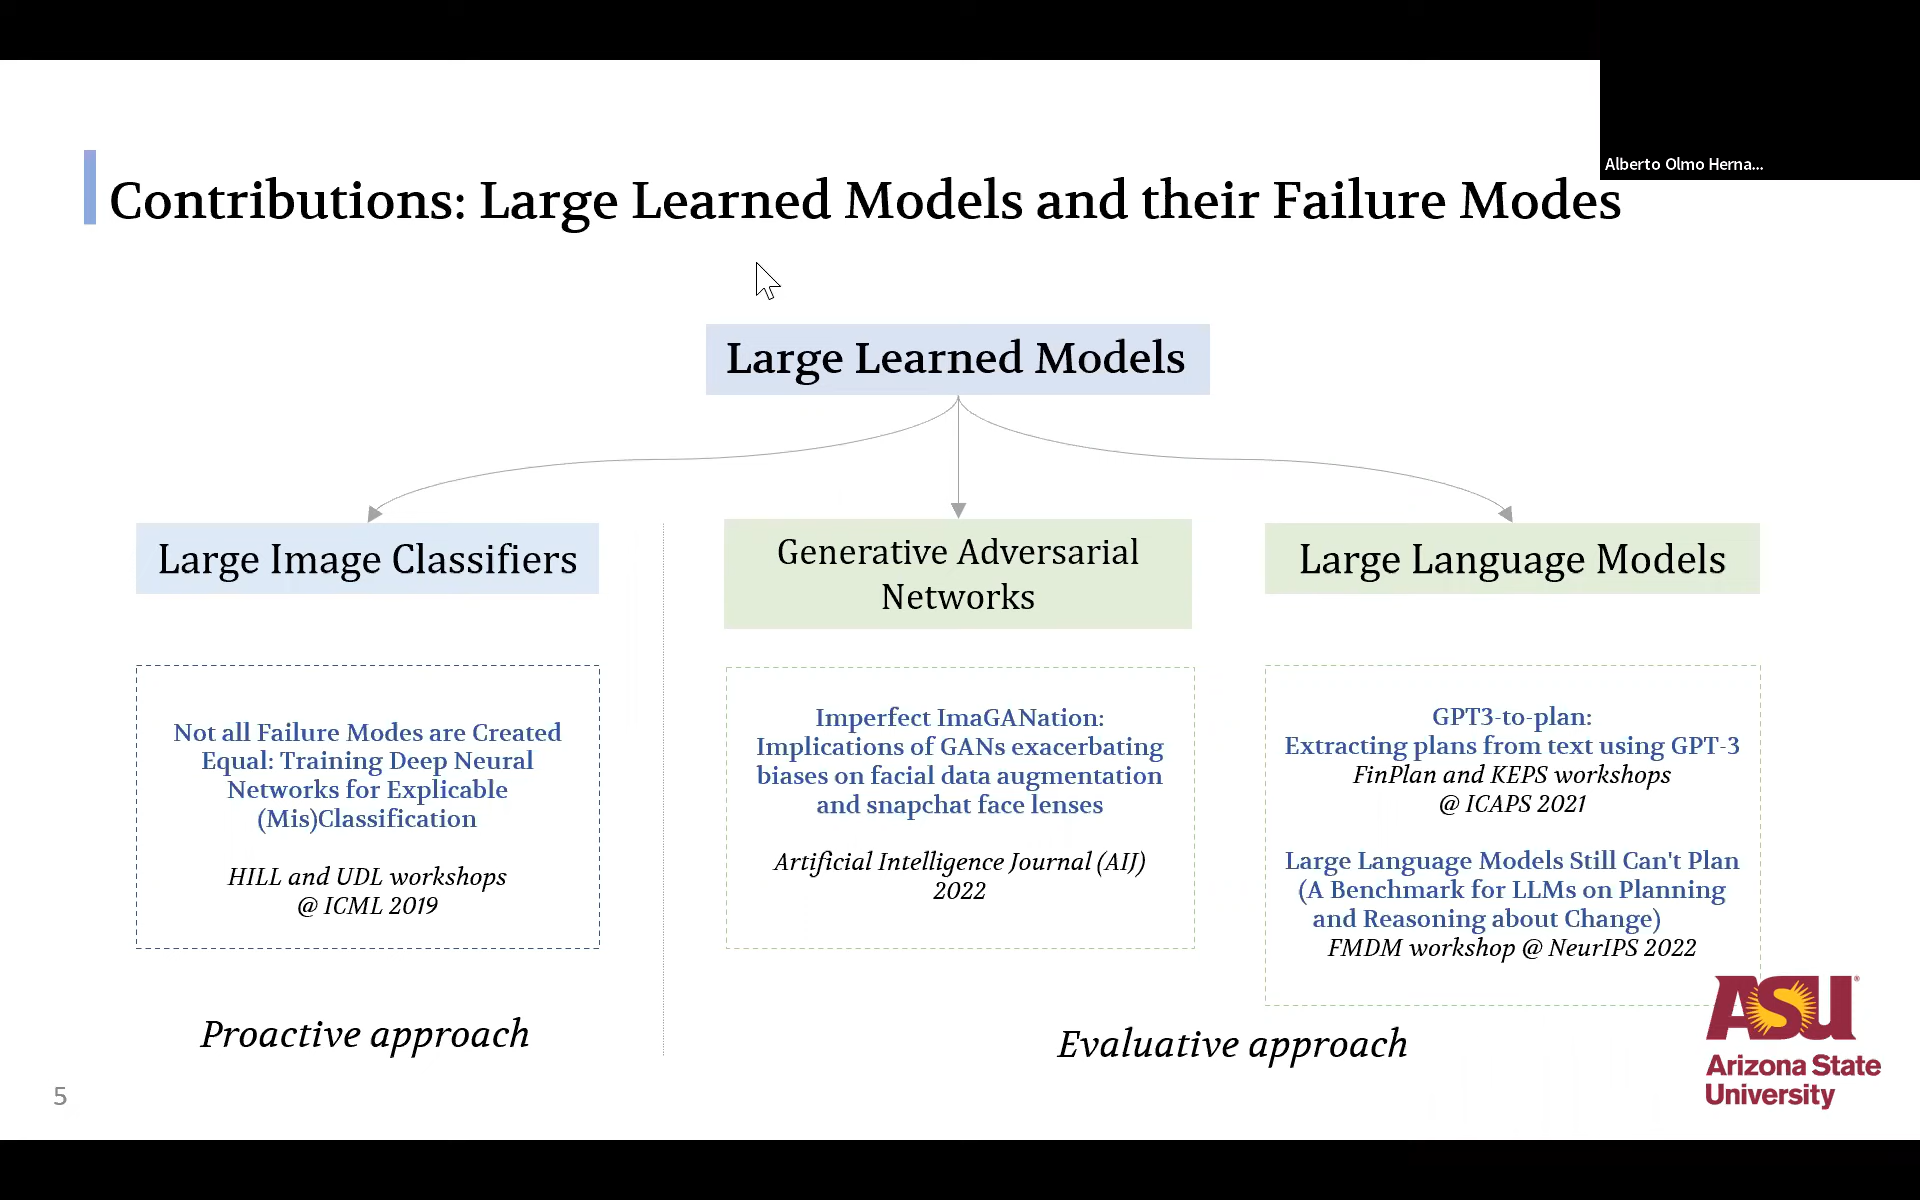 Alberto Olmo Herna...
Contributions: Large Learned Models and their Failure Modes
Large Learned Models
Large Image Classifiers
Generative Adversarial
Networks
Large Language Models
Not all Failure Modes are Created
Equal: Training Deep Neural
Networks for Explicable
(Mis)Classification
HILL and UDL workshops
@ ICML 2019
Imperfect ImaGANation:
Implications of GANs exacerbating
biases on facial data augmentation
and snapchat face lenses
Artificial Intelligence Journal (AIJ)
2022
GPT3-to-plan:
Extracting plans from text using GPT-3
FinPlan and KEPS workshops
@ ICAPS 2021
Large Language Models Still Can't Plan
(A Benchmark for LLMs on Planning
and Reasoning about Change)
FMDM workshop @ NeurIPS 2022
Proactive approach
Evaluative approach
ASU®
Arizona State
University
5